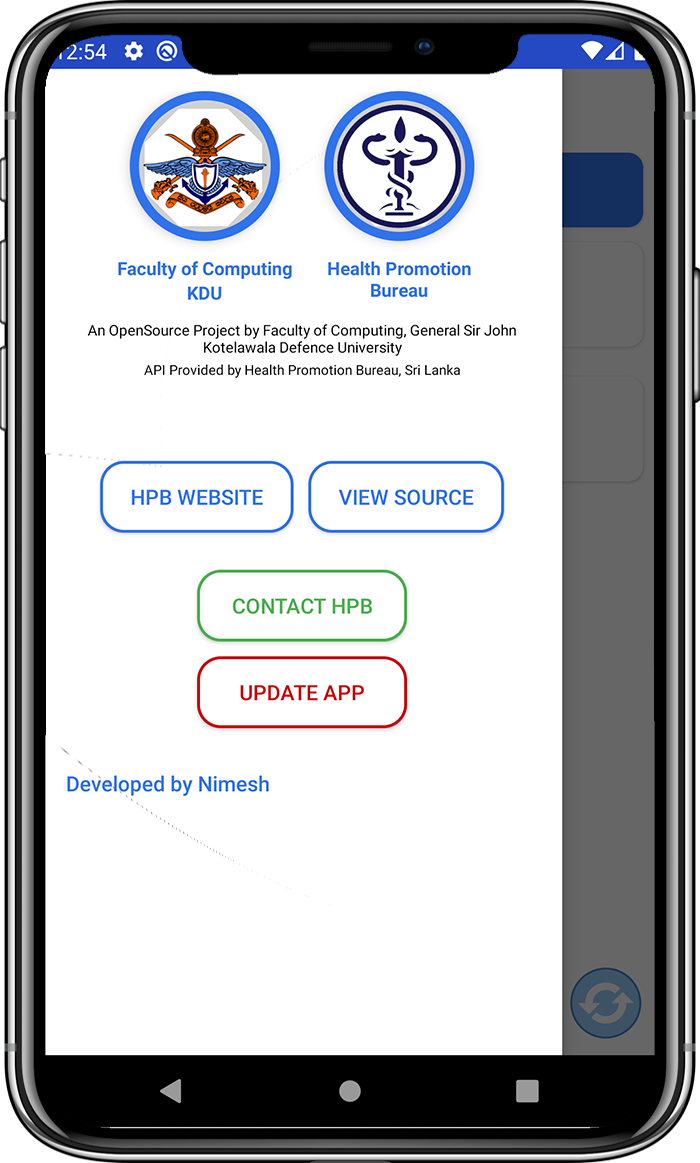 12:54
Faculty of Computing
KDU
Health Promotion
Bureau
An OpenSource Project by Faculty of Computing, General Sir John
Kotelawala Defence University
API Provided by Health Promotion Bureau, Sri Lanka
HPB WEBSITE
VIEW SOURCE
CONTACT HPB
UPDATE APP
Developed by Nimesh